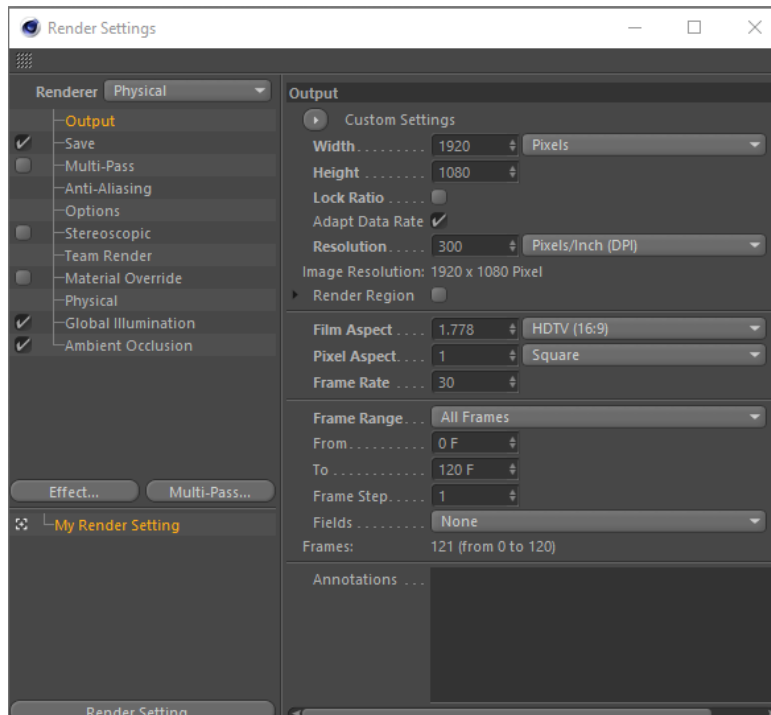 Render Settings
Renderer Physical
Output
Save
Multi-Pass
Anti-Aliasing
Options
Stereoscopic
Team Render
Material Override
Physical
Global Illumination
Ambient Occlusion
Effect... Multi-Pass...
My Render Setting
Render Setting
Output
Custom Settings
Width......... 1920 Pixels
Height........ 1080
Lock Ratio
Adapt Data Rate
Resolution..... 300 Pixels/Inch (DPI)
Image Resolution: 1920 x 1080 Pixel
Render Region
Film Aspect.... 1.778 HDTV (16:9)
Pixel Aspect.... 1 Square
Frame Rate.... 30
Frame Range... All Frames
From.......... 0 F
To............ 120 F
Frame Step..... 1
Fields......... None
Frames: 121 (from 0 to 120)
Annotations...